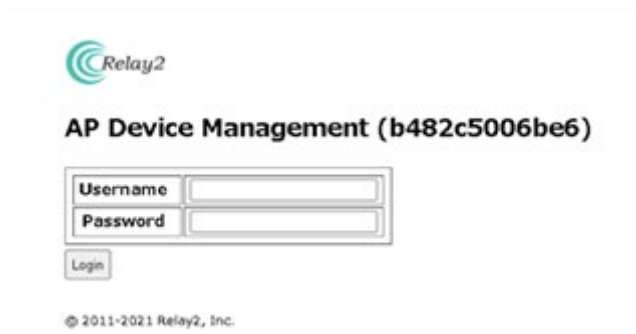 Relay2
AP Device Management (b482c5006be6)
Username
Password
Login
© 2011-2021 Relay2, Inc.